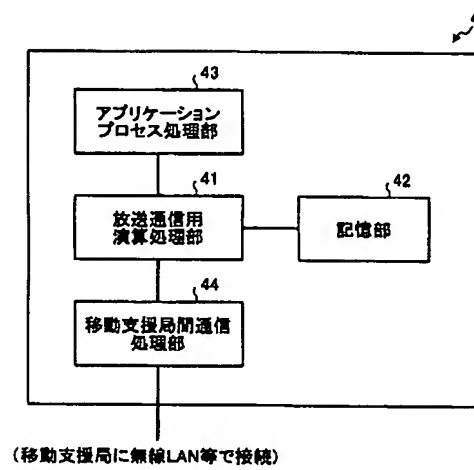 4
43
アプリケーション
プロセス処理部
41
放送通信用
演算処理部
42
記憶部
44
移動支援局間通信
処理部
(移動支援局に無線LAN等で接続)